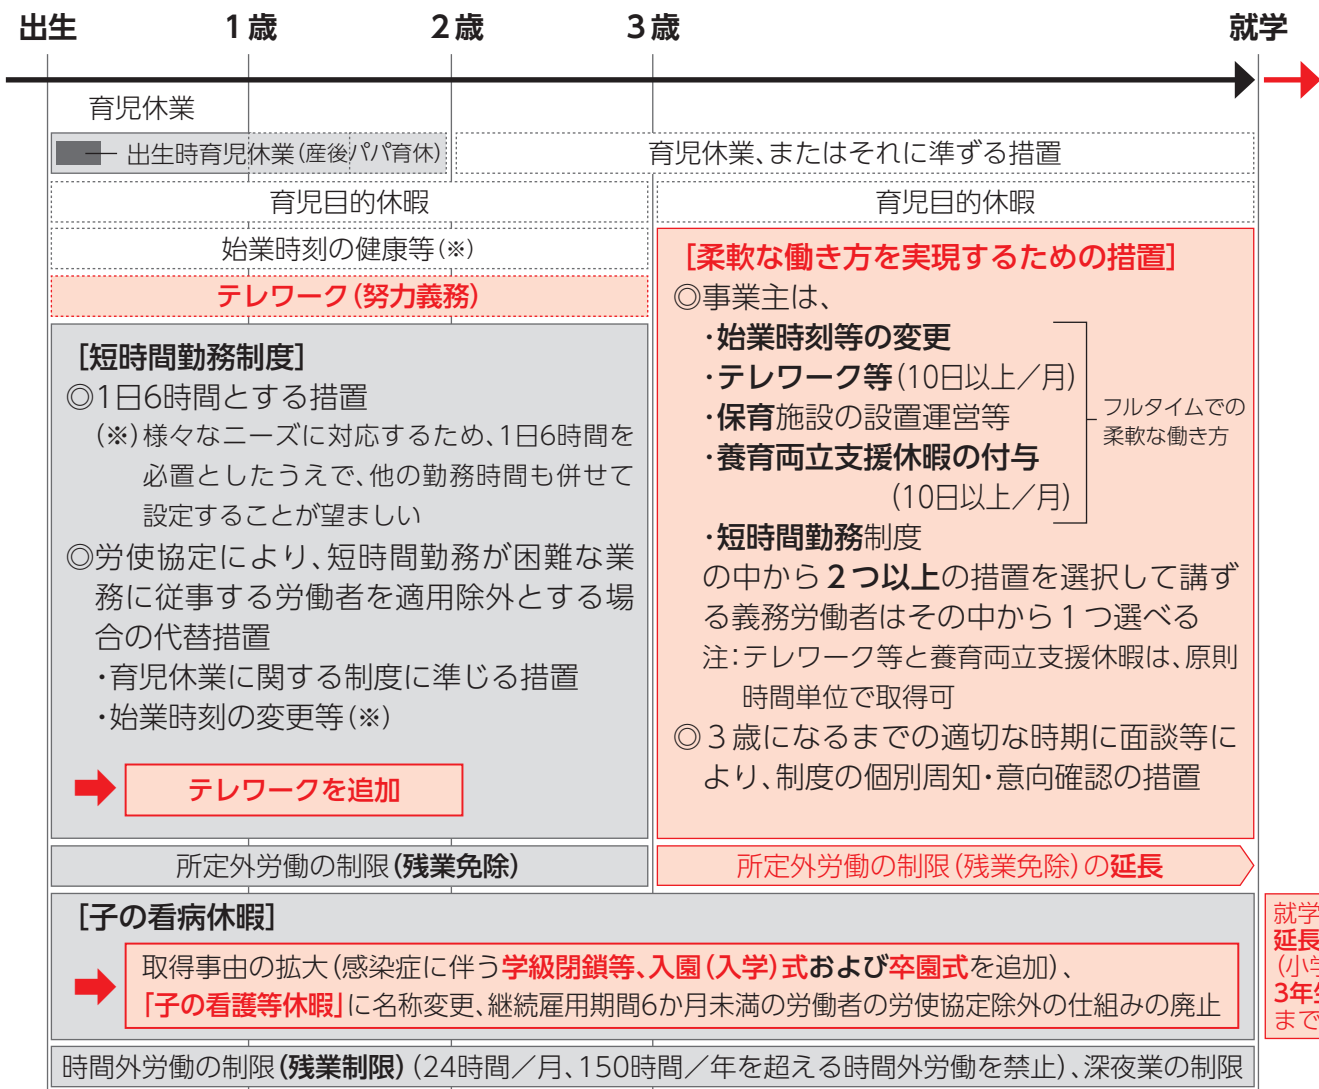 出生 1歳 2歳 3歳 就学
育児休業
出生時育児休業(産後パパ育休)
育児休業、またはそれに準ずる措置
育児目的休暇
育児目的休暇
始業時刻の健康等(※)
テレワーク(努力義務)
[短時間勤務制度]
◎1日6時間とする措置
(※)様々なニーズに対応するため、1日6時間を
必置としたうえで、他の勤務時間も併せて
設定することが望ましい
◎労使協定により、短時間勤務が困難な業
務に従事する労働者を適用除外とする場
合の代替措置
・育児休業に関する制度に準じる措置
・始業時刻の変更等(※)
テレワークを追加
[柔軟な働き方を実現するための措置]
◎事業主は、
・始業時刻等の変更
・テレワーク等(10日以上/月)
・保育施設の設置運営等
・養育両立支援休暇の付与
(10日以上/月)
フルタイムでの
柔軟な働き方
・短時間勤務制度
の中から2つ以上の措置を選択して講ず
る義務労働者はその中から1つ選べる
注:テレワーク等と養育両立支援休暇は、原則
時間単位で取得可
◎3歳になるまでの適切な時期に面談等に
より、制度の個別周知・意向確認の措置
所定外労働の制限(残業免除)
所定外労働の制限(残業免除)の延長
[子の看病休暇]
取得事由の拡大(感染症に伴う学級閉鎖等、入園(入学)式および卒園式を追加)、
「子の看護等休暇」に名称変更、継続雇用期間6か月未満の労働者の労使協定除外の仕組みの廃止
就学
延長
(小学
3年生
まで
時間外労働の制限(残業制限)(24時間/月、150時間/年を超える時間外労働を禁止)、深夜業の制限